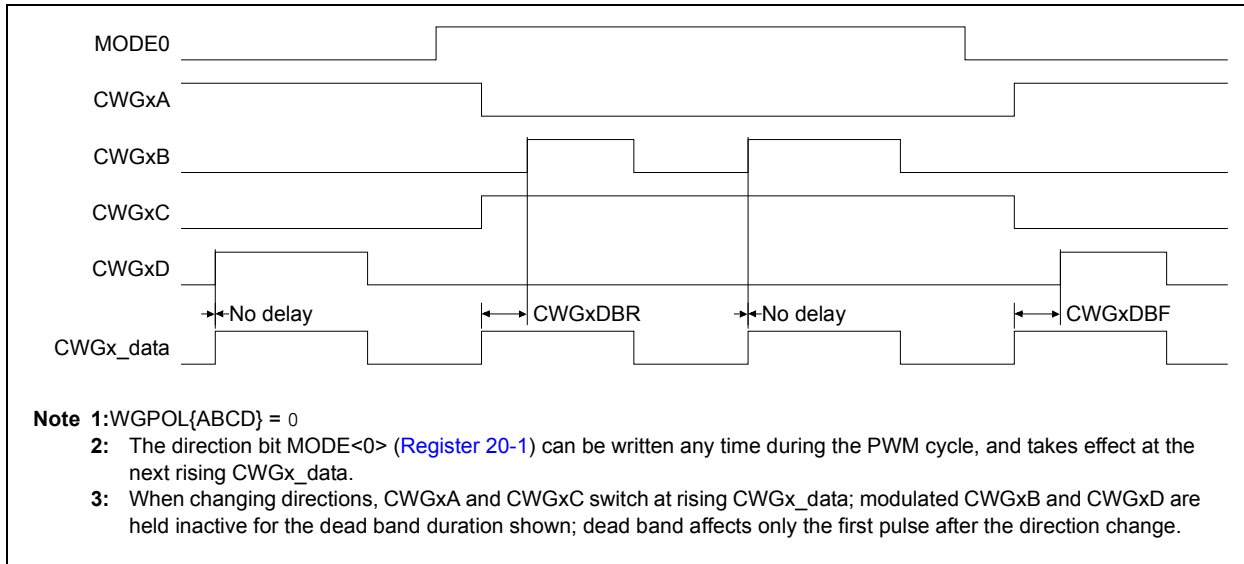 MODE0
CWGxA
CWGxB
CWGxC
CWGxD
No delay CWGxDBR No delay CWGxDBF
CWGx_data
Note 1:WGPOL{ABCD} = 0
2: The direction bit MODE<0> (Register 20-1) can be written any time during the PWM cycle, and takes effect at the
next rising CWGx_data.
3: When changing directions, CWGxA and CWGxC switch at rising CWGx_data; modulated CWGxB and CWGxD are
held inactive for the dead band duration shown; dead band affects only the first pulse after the direction change.